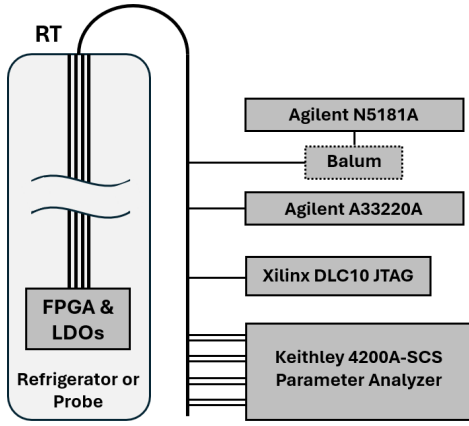 RT
Agilent N5181A
Balum
Agilent A33220A
Xilinx DLC10 JTAG
FPGA &
LDOs
Keithley 4200A-SCS
Parameter Analyzer
Refrigerator or
Probe